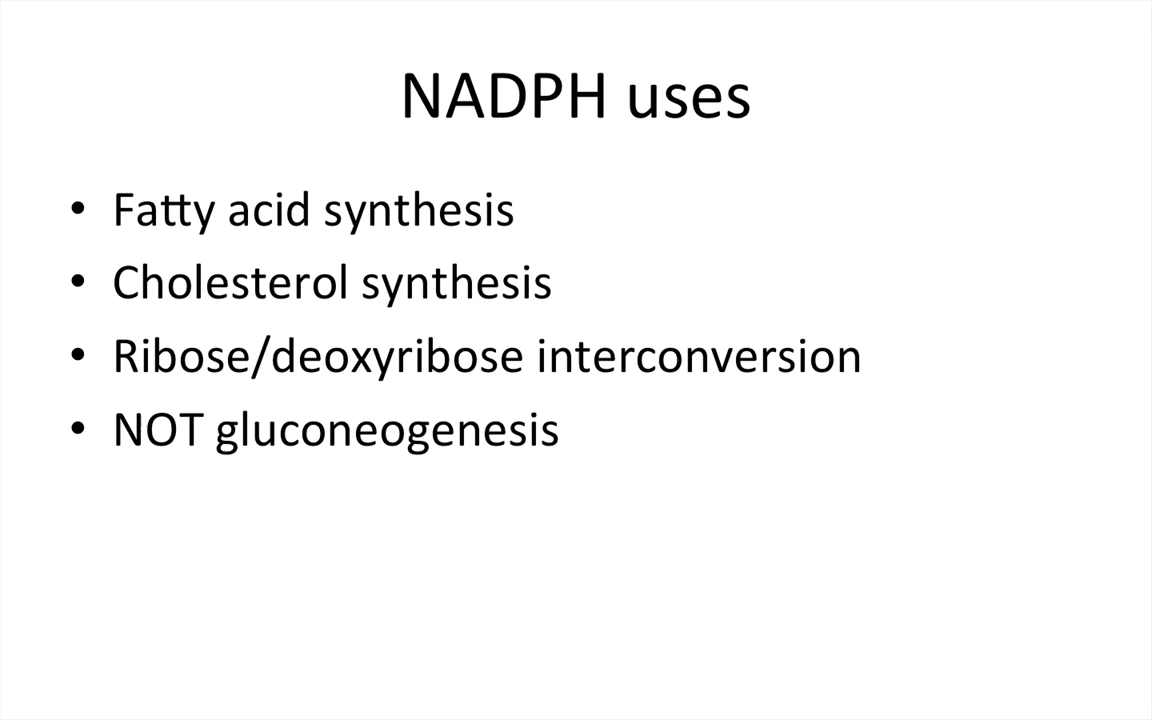 NADPH uses
• Fatty acid synthesis
• Cholesterol synthesis
• Ribose/deoxyribose interconversion
• NOT gluconeogenesis